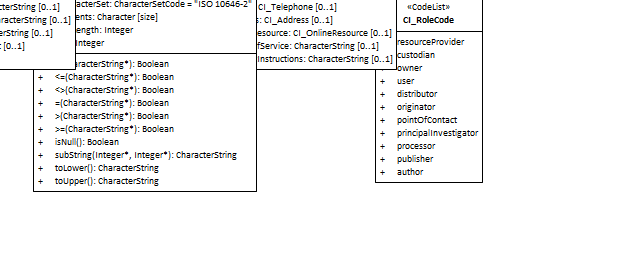 cterString [0..1]
racterString [0..1]
erString [0..1]
[0..1]
acterSet: CharacterSetCode = "ISO 10646-2"
ents: Character [size]
ength: Integer
Integer
racterString*): Boolean
+ <=(CharacterString*): Boolean
+ <>(CharacterString*): Boolean
+ =(CharacterString*): Boolean
+ >(CharacterString*): Boolean
+ >=(CharacterString*): Boolean
+ isNull(): Boolean
+ subString(Integer*, Integer*): CharacterString
+ toLower(): CharacterString
+ toUpper(): CharacterString
CI_Telephone [0..1]
s: CI_Address [0..1]
esource: CI_OnlineResource [0..1]
fService: CharacterString [0..1]
Instructions: CharacterString [0..1]
«CodeList»
CI_RoleCode
resourceProvider
custodian
owner
+ user
+ distributor
+ originator
+ pointOfContact
+ principalInvestigator
+ processor
+ publisher
+ author